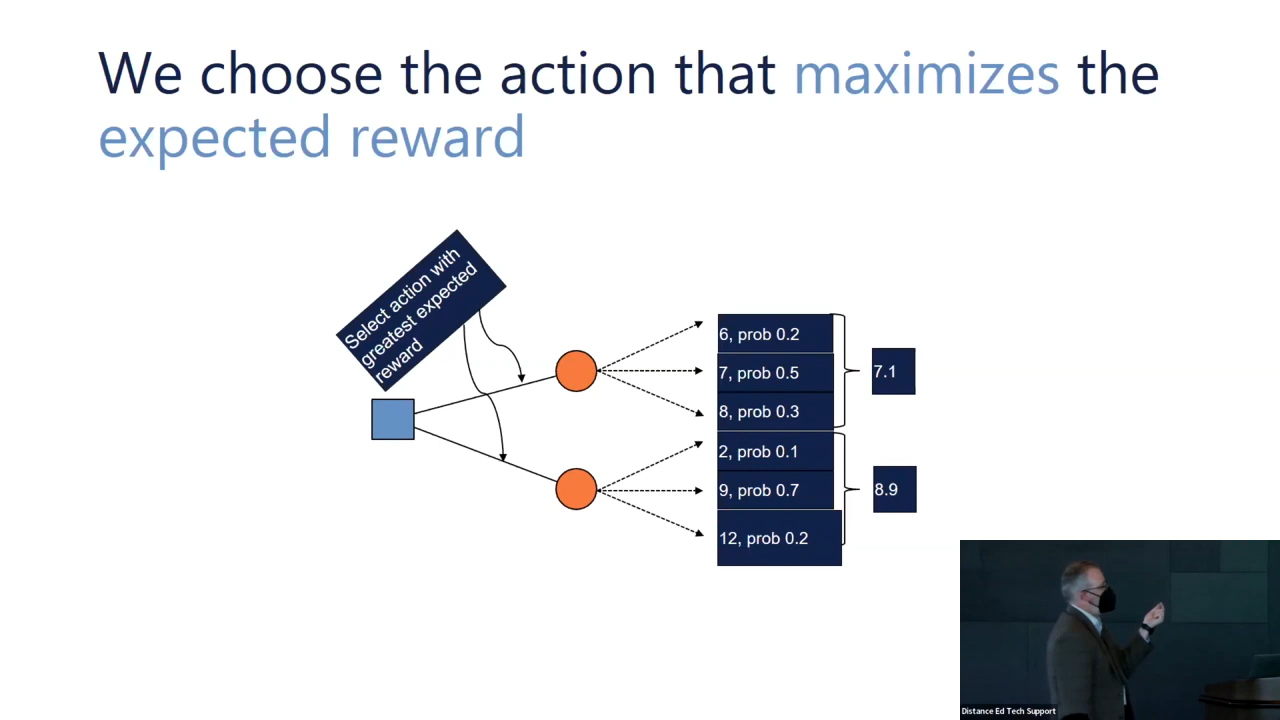 We choose the action that maximizes the
expected reward
Select action with
greatest expected
reward
6, prob 0.2
7, prob 0.5
8, prob 0.3
7.1
2, prob 0.1
9, prob 0.7
12, prob 0.2
8.9
Distance Ed Tech Support